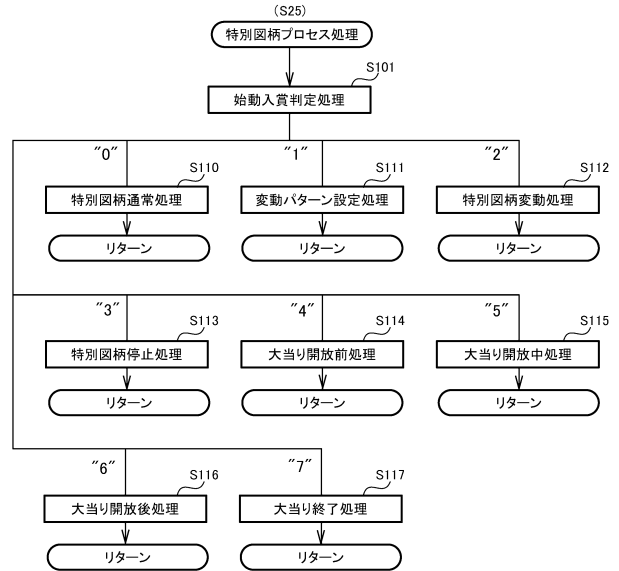 (S25)
特別図柄プロセス処理
S101
始動入賞判定処理
"0"
"1"
"2"
S110
S111
S112
特別図柄通常処理
変動パターン設定処理
特別図柄変動処理
リターン
リターン
リターン
"3"
"4"
"5"
S113
S114
S115
特別図柄停止処理
大当り開放前処理
大当り開放中処理
リターン
リターン
リターン
"6"
"7"
S116
S117
大当り開放後処理
大当り終了処理
リターン
リターン